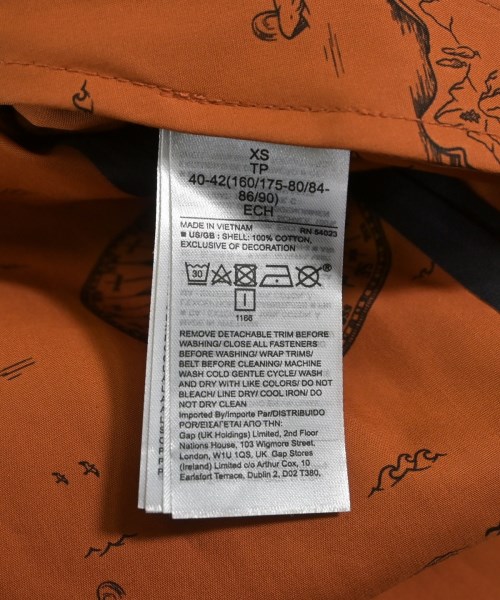 XS
TP
40-42(160/175-80/84-
86/90)
ECH
MADE IN VIETNAM RN 54023
■ US/GB : SHELL: 100% COTTON,
EXCLUSIVE OF DECORATION
30
®
I
1166
REMOVE DETACHABLE TRIM BEFORE
WASHING/ CLOSE ALL FASTENERS
BEFORE WASHING/ WRAP TRIMS/
BELT BEFORE CLEANING/ MACHINE
WASH COLD GENTLE CYCLE/ WASH
AND DRY WITH LIKE COLORS/ DO NOT
BLEACH/ LINE DRY/ COOL IRON/ DO
NOT DRY CLEAN
Imported By/Importe Par/DISTRIBUIDO
POR/ΕΙΣΑΓΕΤΑΙ ΑΠΟ ΤΗΝ:
Gap (UK Holdings) Limited, 2nd Floor
Nations House, 103 Wigmore Street,
London, W1U 1QS, UK Gap Stores
(Ireland) Limited c/o Arthur Cox, 10
Earlsfort Terrace, Dublin 2, D02 T380,